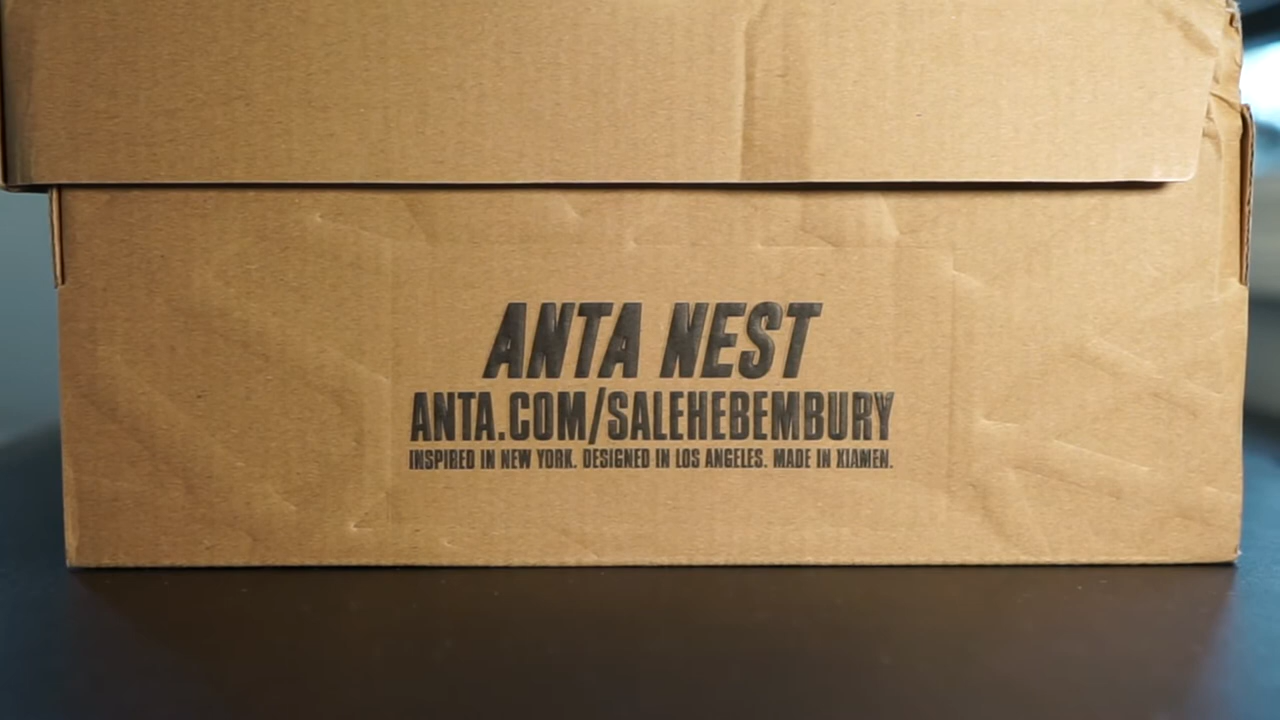 ANTA NEST
ANTA.COM/SALEHEBEMBURY
INSPIRED IN NEW YORK. DESIGNED IN LOS ANGELES. MADE IN XIAMEN.